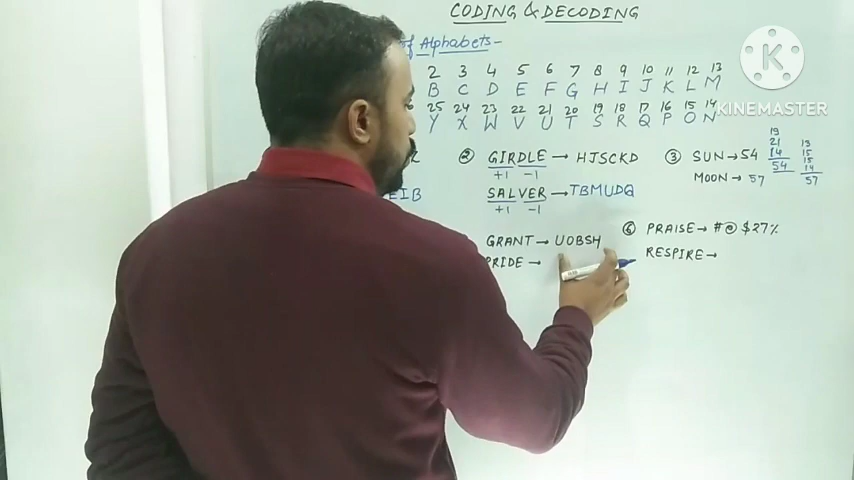 CODING & DECODING
of Alphabets-
2 3 4 5 6 7 8 9 10 11 12 13
B C D E F G H I J K L M
25 24 23 22 21 20 19 18 17 16 15 14
Y X W V U T S R Q P O N
K
KINEMASTER
② GIRDLE → HJSCKD
+1 -1
SALVER → TBMUDQ
+1 -1
EIB
③ SUN → 54
19
21
14
54
MOON → 57
13
15
15
14
57
GRANT → UOBSH
PRIDE →
⑥ PRAISE → #@$27%
RESPIRE →